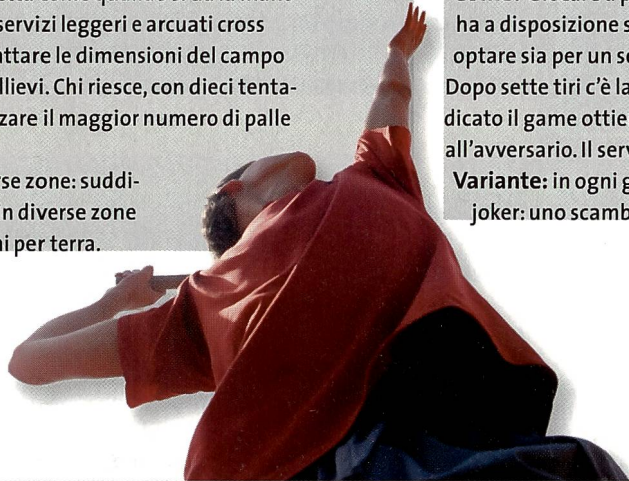 servizi leggeri e arcuati cross
attare le dimensioni del campo
llievi. Chi riesce, con dieci tenta-
zare il maggior numero di palle
rse zone: suddi-
n diverse zone
ni per terra.
ha a disposizione s
optare sia per un se
Dopo sette tiri c'è la
dicato il game ottie
all'avversario. Il serv
Variante: in ogni g
joker: uno scamb